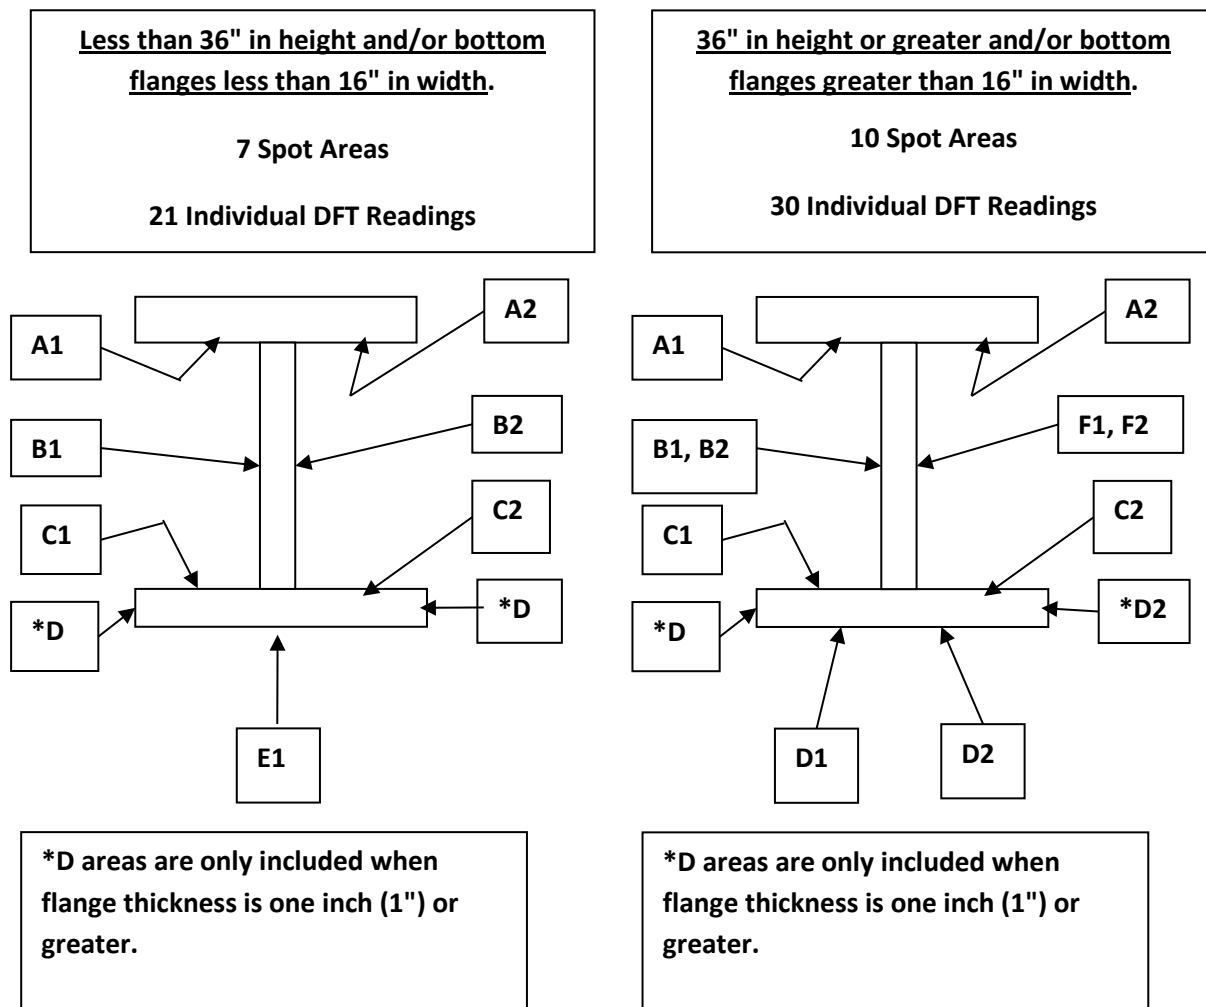 Less than 36" in height and/or bottom
flanges less than 16" in width.
7 Spot Areas
21 Individual DFT Readings
A1
A2
B1
B2
C1
C2
*D
*D
E1
*D areas are only included when
flange thickness is one inch (1") or
greater.
36" in height or greater and/or bottom
flanges greater than 16" in width.
10 Spot Areas
30 Individual DFT Readings
A1
A2
B1, B2
F1, F2
C1
C2
*D
*D2
D1
D2
*D areas are only included when
flange thickness is one inch (1") or
greater.